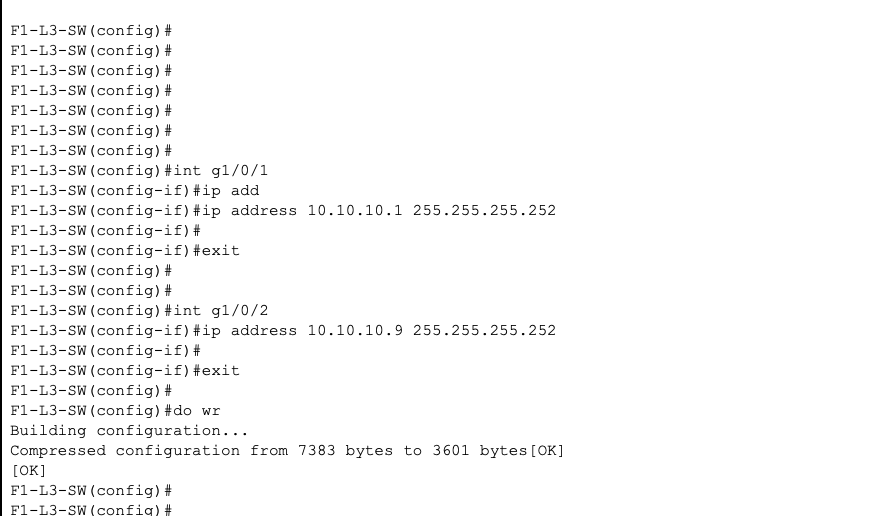 F1-L3-SW(config)#
F1-L3-SW(config)#
F1-L3-SW(config)#
F1-L3-SW(config)#
F1-L3-SW(config)#
F1-L3-SW(config)#
F1-L3-SW(config)#
F1-L3-SW(config)#int g1/0/1
F1-L3-SW(config-if)#ip add
F1-L3-SW(config-if)#ip address 10.10.10.1 255.255.255.252
F1-L3-SW(config-if)#
F1-L3-SW(config-if)#exit
F1-L3-SW(config)#
F1-L3-SW(config)#
F1-L3-SW(config)#int g1/0/2
F1-L3-SW(config-if)#ip address 10.10.10.9 255.255.255.252
F1-L3-SW(config-if)#
F1-L3-SW(config-if)#exit
F1-L3-SW(config)#
F1-L3-SW(config)#do wr
Building configuration...
Compressed configuration from 7383 bytes to 3601 bytes[OK]
[OK]
F1-L3-SW(config)#
F1-L3-SW(config)#